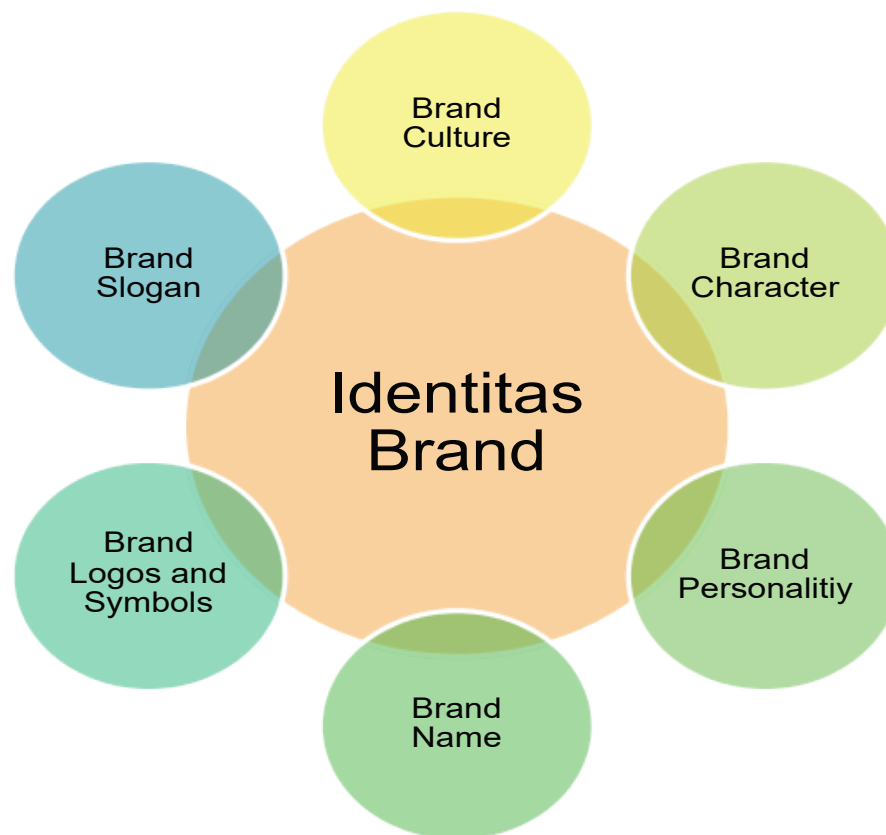 Brand
Culture
Brand
Slogan
Brand
Character
Identitas
Brand
Brand
Logos and
Symbols
Brand
Personalitiy
Brand
Name